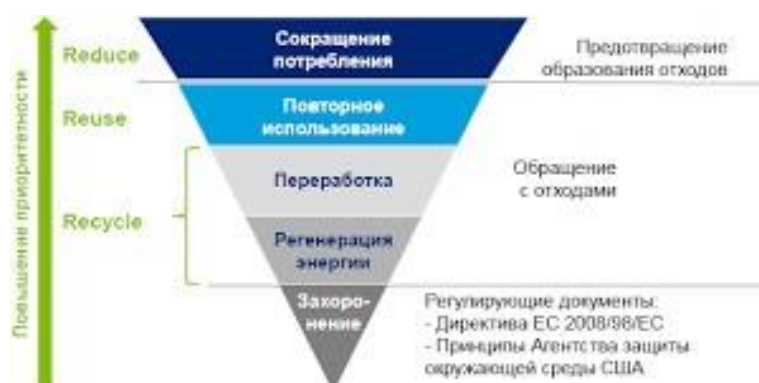 Повышение приоритетности
Reduce
Сокращение
потребления
Предотвращение
образования отходов
Reuse
Повторное
использование
Recycle
Переработка
Обращение
с отходами
Регенерация
энергии
Захоро-
нение
Регулирующие документы:
- Директива ЕС 2008/98/ЕС
- Принципы Агентства защиты
окружающей среды США